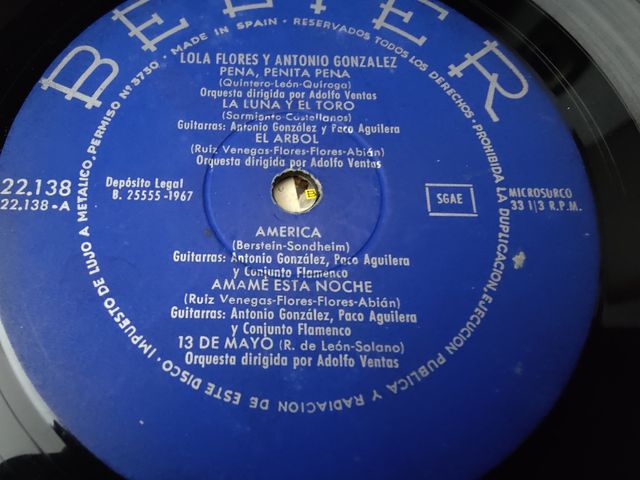 BELTER
MADE IN SPAIN • RESERVADOS TODOS LOS DERECHOS • PROHIBIDA LA DUPLICACION, EJECUCION PUBLICA Y RADIACION DE ESTE DISCO • IMPUESTO DE LUJO A METALICO, PERMISO Nº 3730 •
LOLA FLORES Y ANTONIO GONZALEZ
PENA, PENITA PENA
(Quintero-León-Quiroga)
Orquesta dirigida por Adolfo Ventas
LA LUNA Y EL TORO
(Sarmiento-Castellanos)
Guitarras: Antonio González y Paco Aguilera
EL ARBOL
(Ruiz Venegas-Flores-Flores-Abián)
Orquesta dirigida por Adolfo Ventas
22.138
22.138-A
Depósito Legal
B. 25555-1967
SGAE
MICROSURCO
33 1/3 R.P.M.
AMERICA
(Berstein-Sondheim)
Guitarras: Antonio González, Paco Aguilera
y Conjunto Flamenco
AMAMÉ ESTA NOCHE
(Ruiz Venegas-Flores-Flores-Abián)
Guitarras: Antonio González, Paco Aguilera
y Conjunto Flamenco
13 DE MAYO (R. de León-Solano)
Orquesta dirigida por Adolfo Ventas